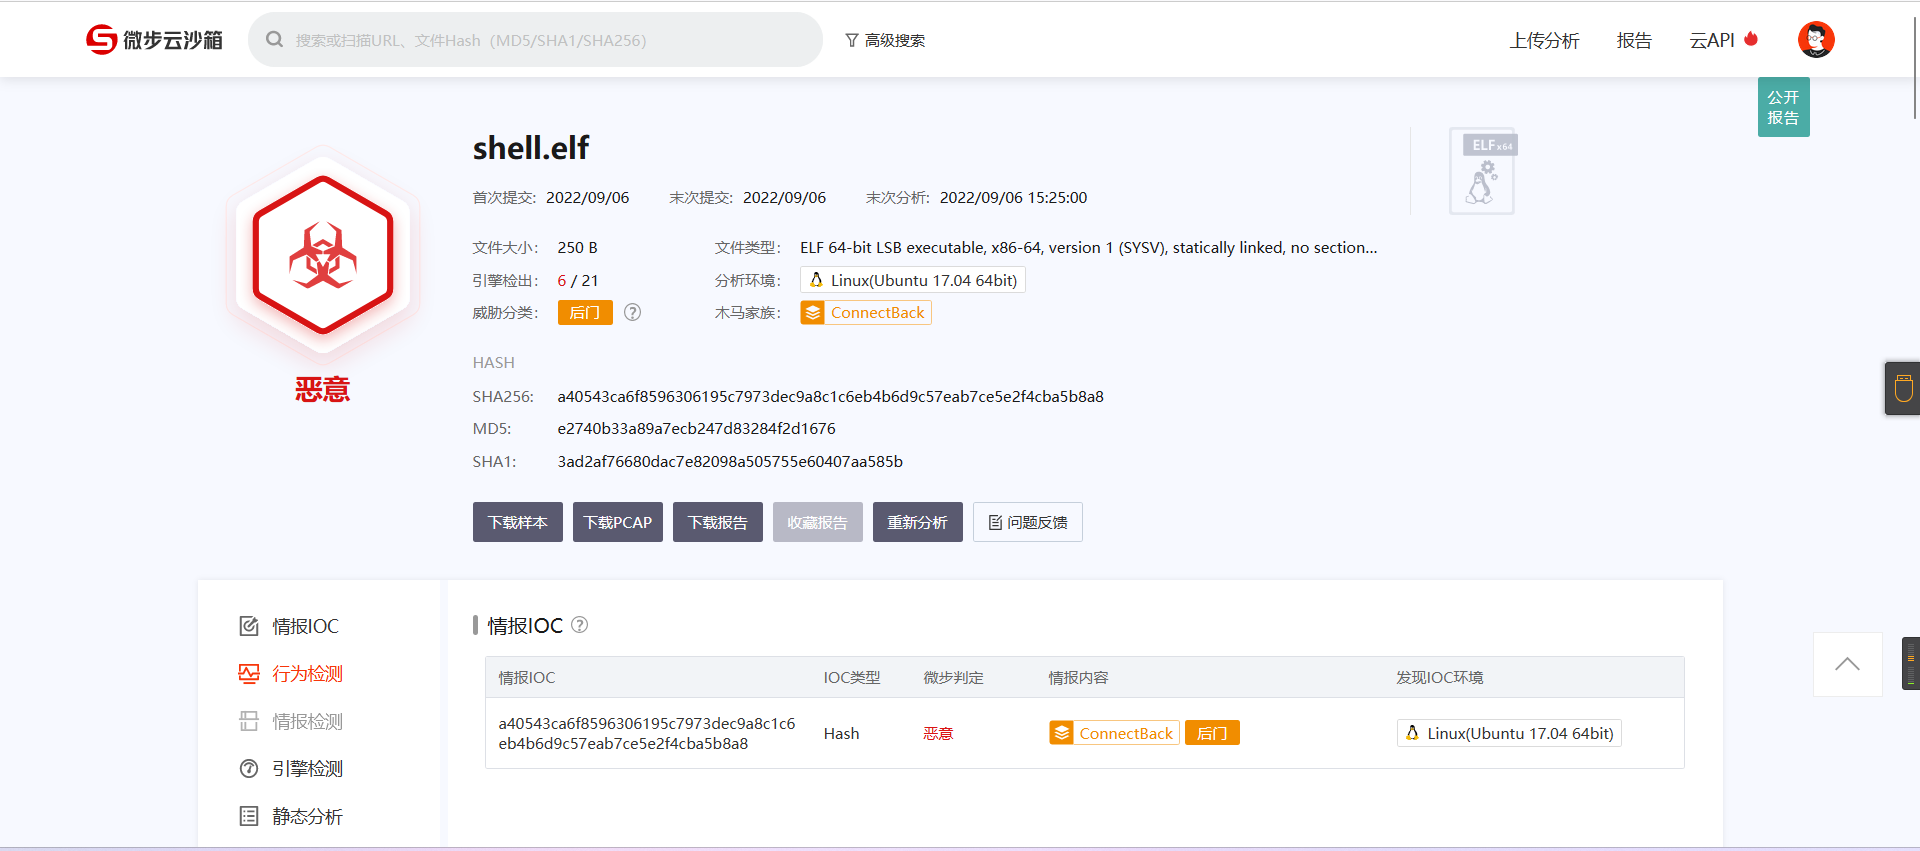 微步云沙箱
搜索或扫描URL、文件Hash（MD5/SHA1/SHA256）
高级搜索
上传分析
报告
云API
公开
报告
shell.elf
ELF x64
首次提交: 2022/09/06 末次提交: 2022/09/06 末次分析: 2022/09/06 15:25:00
文件大小: 250 B 文件类型: ELF 64-bit LSB executable, x86-64, version 1 (SYSV), statically linked, no section...
引擎检出: 6 / 21 分析环境: Linux(Ubuntu 17.04 64bit)
威胁分类: 后门 ? 木马家族: ConnectBack
恶意
HASH
SHA256: a40543ca6f8596306195c7973dec9a8c1c6eb4b6d9c57eab7ce5e2f4cba5b8a8
MD5: e2740b33a89a7ecb247d83284f2d1676
SHA1: 3ad2af76680dac7e82098a505755e60407aa585b
下载样本 下载PCAP 下载报告 收藏报告 重新分析 问题反馈
情报IOC
行为检测
情报检测
引擎检测
静态分析
情报IOC ?
情报IOC IOC类型 微步判定 情报内容 发现IOC环境
a40543ca6f8596306195c7973dec9a8c1c6
eb4b6d9c57eab7ce5e2f4cba5b8a8
Hash 恶意 ConnectBack 后门 Linux(Ubuntu 17.04 64bit)